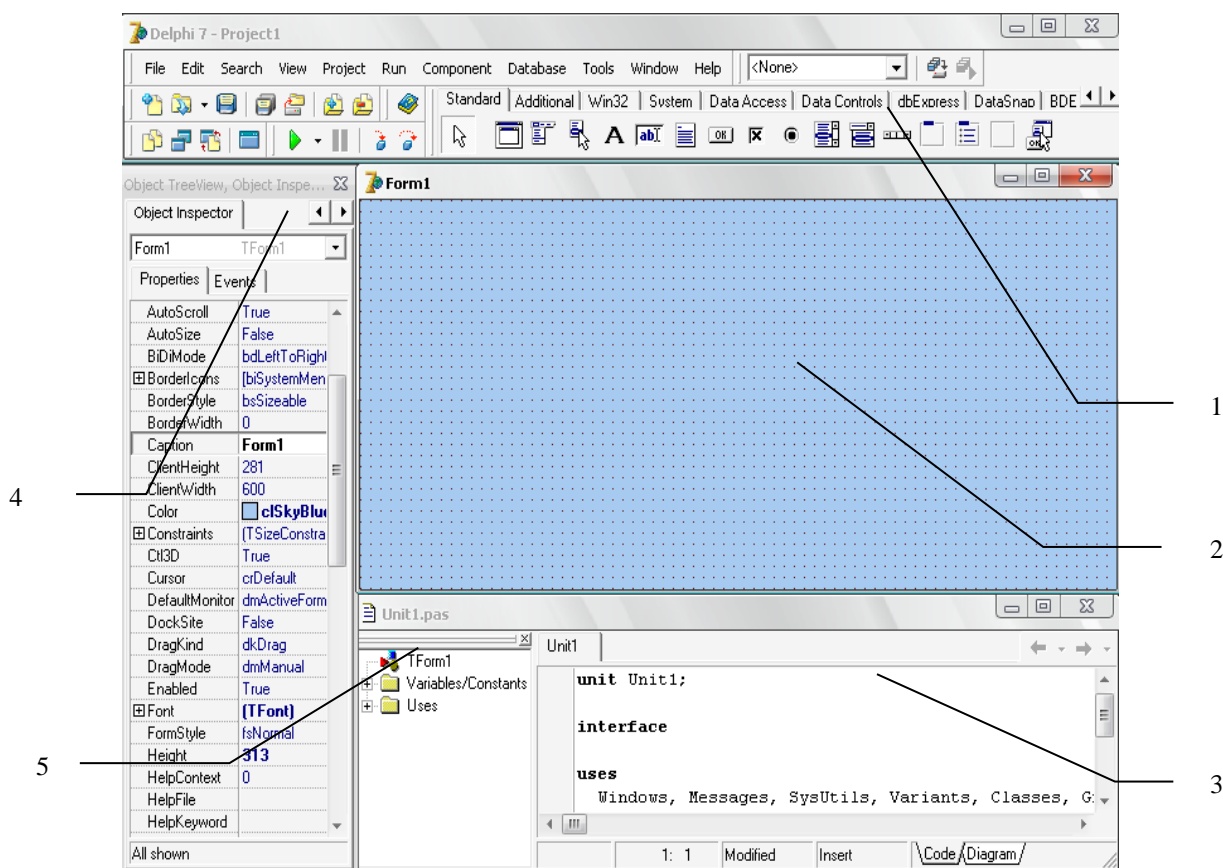 Delphi 7 - Project1
File Edit Search View Project Run Component Database Tools Window Help <None>
Standard Additional Win32 System Data Access Data Controls dbExpress DataSnap BDE
A ab OK OK
Object TreeView, Object Inspe...
Object Inspector
Form1 TForm1
Properties Events
AutoScroll True
AutoSize False
BiDiMode bdLeftToRigh
BorderIcons [biSystemMen
BorderStyle bsSizeable
BorderWidth 0
Caption Form1
ClientHeight 281
ClientWidth 600
Color clSkyBlu
Constraints (TSizeConstra
Ctl3D True
Cursor crDefault
DefaultMonitor dmActiveForm
DockSite False
DragKind dkDrag
DragMode dmManual
Enabled True
Font (TFont)
FormStyle fsNormal
Height 313
HelpContext 0
HelpFile
HelpKeyword
All shown
Form1
Unit1.pas
TForm1
Variables/Constants
Uses
Unit1
unit Unit1;
interface
uses
Windows, Messages, SysUtils, Variants, Classes, G
1: 1 Modified Insert Code Diagram
1
2
3
4
5